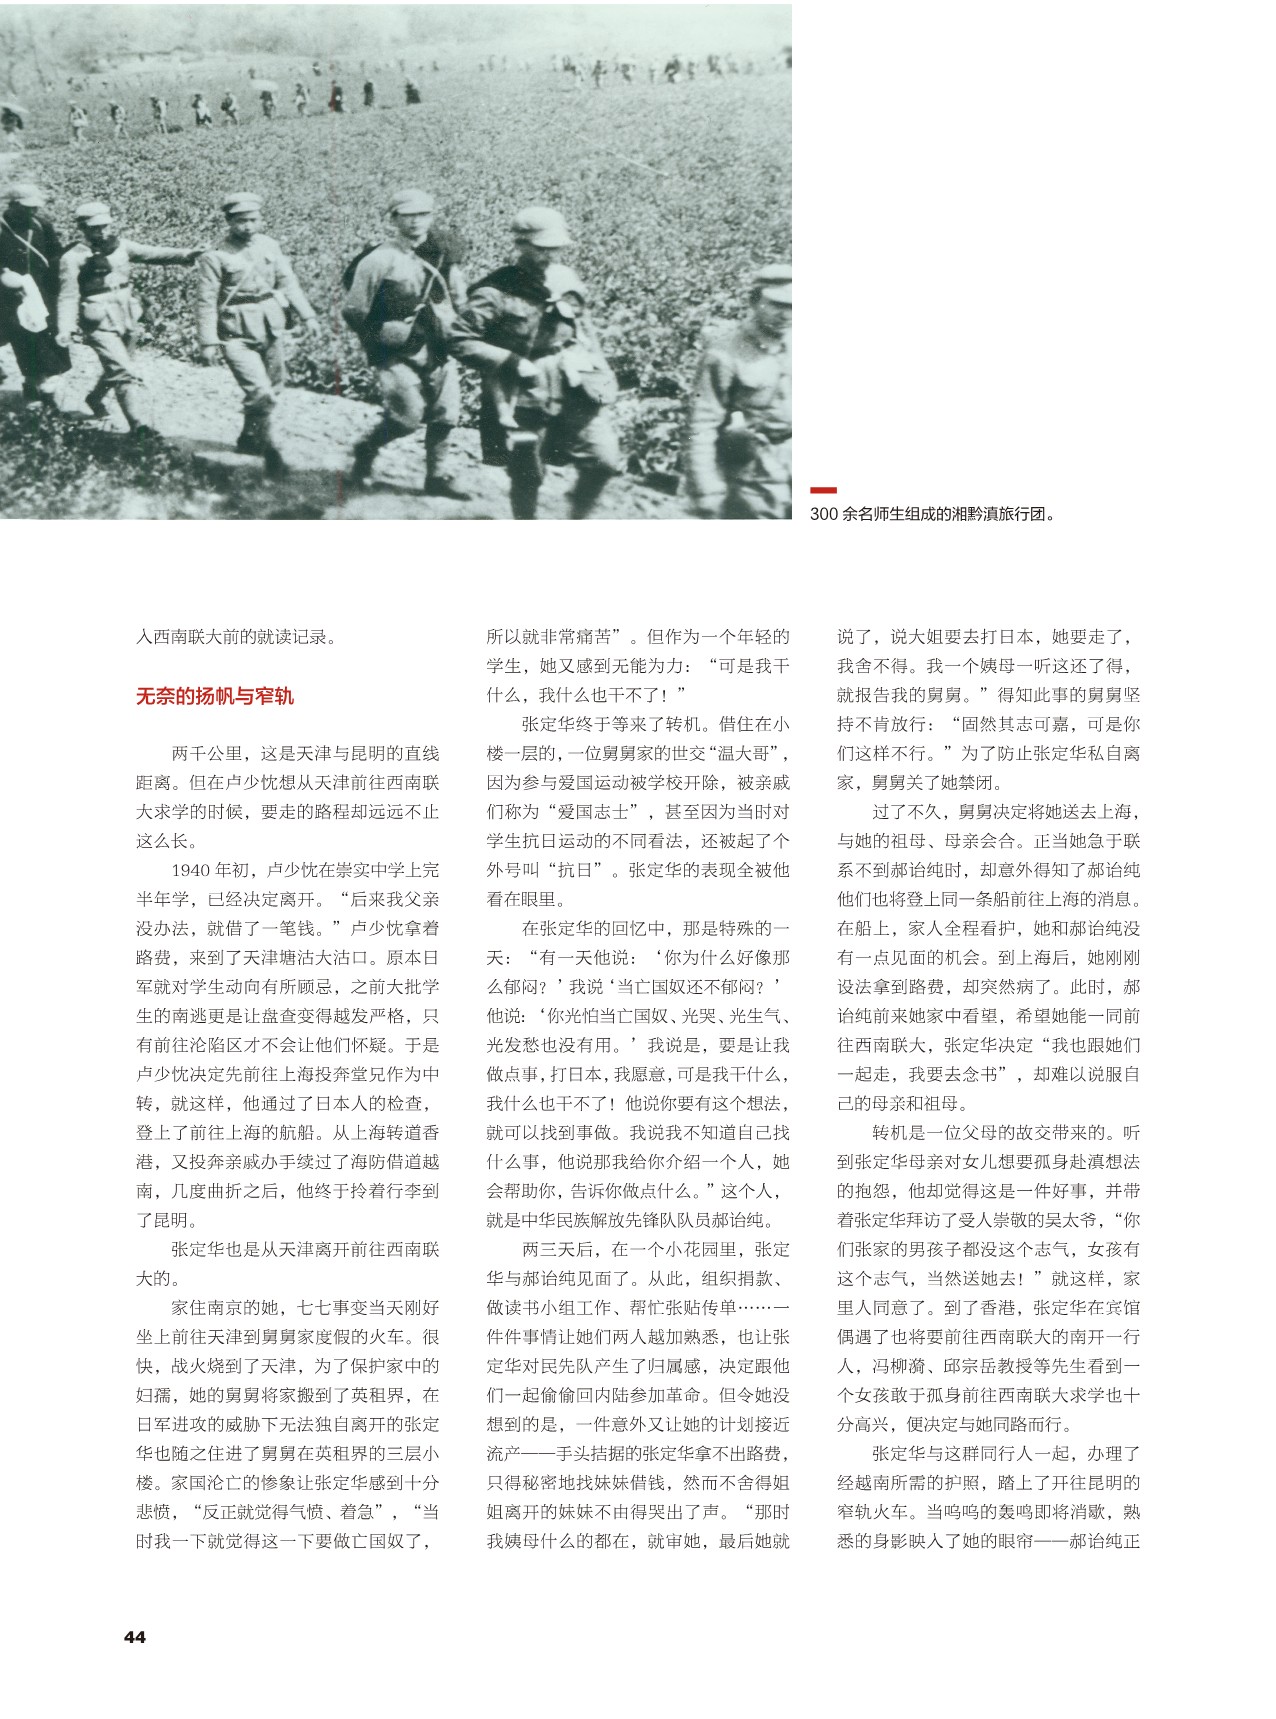 300 余名师生组成的湘黔滇旅行团。
入西南联大前的就读记录。
无奈的扬帆与窄轨
两千公里，这是天津与昆明的直线
距离。但在卢少忱想从天津前往西南联
大求学的时候，要走的路程却远远不止
这么长。
1940 年初，卢少忱在崇实中学上完
半年学，已经决定离开。“后来我父亲
没办法，就借了一笔钱。”卢少忱拿着
路费，来到了天津塘沽大沽口。原本日
军就对学生动向有所顾忌，之前大批学
生的南逃更是让盘查变得越发严格，只
有前往沦陷区才不会让他们怀疑。于是
卢少忱决定先前往上海投奔堂兄作为中
转，就这样，他通过了日本人的检查，
登上了前往上海的航船。从上海转道香
港，又投奔亲戚办手续过了海防借道越
南，几度曲折之后，他终于拎着行李到
了昆明。
张定华也是从天津离开前往西南联
大的。
家住南京的她，七七事变当天刚好
坐上前往天津到舅舅家度假的火车。很
快，战火烧到了天津，为了保护家中的
妇孺，她的舅舅将家搬到了英租界，在
日军进攻的威胁下无法独自离开的张定
华也随之住进了舅舅在英租界的三层小
楼。家国沦亡的惨象让张定华感到十分
悲愤，“反正就觉得气愤、着急”，“当
时我一下就觉得这一下要做亡国奴了，
所以就非常痛苦”。但作为一个年轻的
学生，她又感到无能为力：“可是我干
什么，我什么也干不了！”
张定华终于等来了转机。借住在小
楼一层的，一位舅舅家的世交“温大哥”，
因为参与爱国运动被学校开除，被亲戚
们称为“爱国志士”，甚至因为当时对
学生抗日运动的不同看法，还被起了个
外号叫“抗日”。张定华的表现全被他
看在眼里。
在张定华的回忆中，那是特殊的一
天：“有一天他说：‘你为什么好像那
么郁闷？’我说‘当亡国奴还不郁闷？’
他说：‘你光怕当亡国奴、光哭、光生气、
光发愁也没有用。’我说是，要是让我
做点事，打日本，我愿意，可是我干什么，
我什么也干不了！他说你要有这个想法，
就可以找到事做。我说我不知道自己找
什么事，他说那我给你介绍一个人，她
会帮助你，告诉你做点什么。”这个人，
就是中华民族解放先锋队队员郝诒纯。
两三天后，在一个小花园里，张定
华与郝诒纯见面了。从此，组织捐款、
做读书小组工作、帮忙张贴传单……一
件件事情让她们两人越加熟悉，也让张
定华对民先队产生了归属感，决定跟他
们一起偷偷回内陆参加革命。但令她没
想到的是，一件意外又让她的计划接近
流产——手头拮据的张定华拿不出路费，
只得秘密地找妹妹借钱，然而不舍得姐
姐离开的妹妹不由得哭出了声。“那时
我姨母什么的都在，就审她，最后她就
说了，说大姐要去打日本，她要走了，
我舍不得。我一个姨母一听这还了得，
就报告我的舅舅。”得知此事的舅舅坚
持不肯放行：“固然其志可嘉，可是你
们这样不行。”为了防止张定华私自离
家，舅舅关了她禁闭。
过了不久，舅舅决定将她送去上海，
与她的祖母、母亲会合。正当她急于联
系不到郝诒纯时，却意外得知了郝诒纯
他们也将登上同一条船前往上海的消息。
在船上，家人全程看护，她和郝诒纯没
有一点见面的机会。到上海后，她刚刚
设法拿到路费，却突然病了。此时，郝
诒纯前来她家中看望，希望她能一同前
往西南联大，张定华决定“我也跟她们
一起走，我要去念书”，却难以说服自
己的母亲和祖母。
转机是一位父母的故交带来的。听
到张定华母亲对女儿想要孤身赴滇想法
的抱怨，他却觉得这是一件好事，并带
着张定华拜访了受人崇敬的吴太爷，“你
们张家的男孩子都没这个志气，女孩有
这个志气，当然送她去！”就这样，家
里人同意了。到了香港，张定华在宾馆
偶遇了也将要前往西南联大的南开一行
人，冯柳漪、邱宗岳教授等先生看到一
个女孩敢于孤身前往西南联大求学也十
分高兴，便决定与她同路而行。
张定华与这群同行人一起，办理了
经越南所需的护照，踏上了开往昆明的
窄轨火车。当呜呜的轰鸣即将消歇，熟
悉的身影映入了她的眼帘——郝诒纯正
44